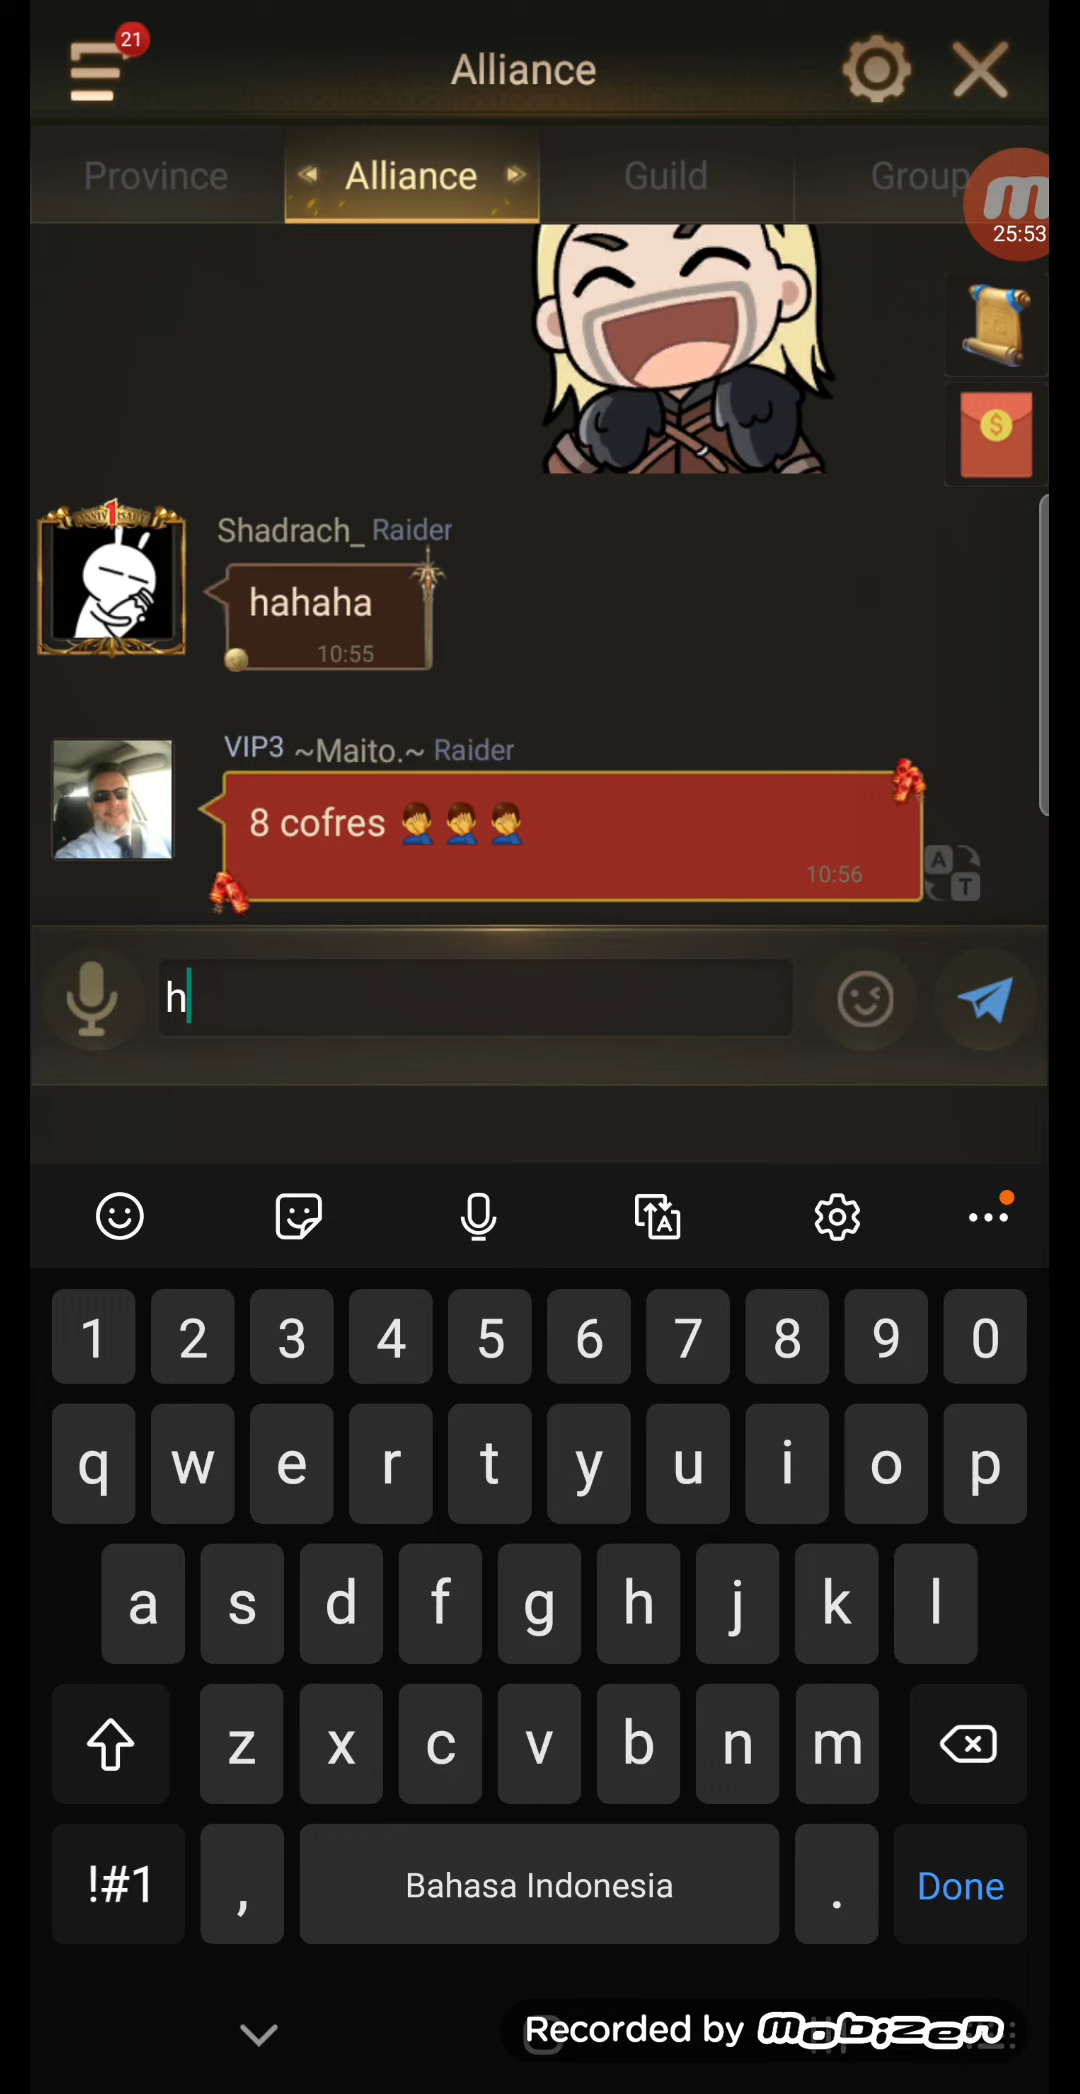 21
Alliance
Province
Alliance
Guild
Group
25:53
Shadrach_ Raider
hahaha
10:55
VIP3 ~Maito.~ Raider
8 cofres 🤦‍♂️🤦‍♂️🤦‍♂️
10:56
A
T
h
1 2 3 4 5 6 7 8 9 0
q w e r t y u i o p
a s d f g h j k l
z x c v b n m
!#1 , Bahasa Indonesia . Done
Recorded by mobizen